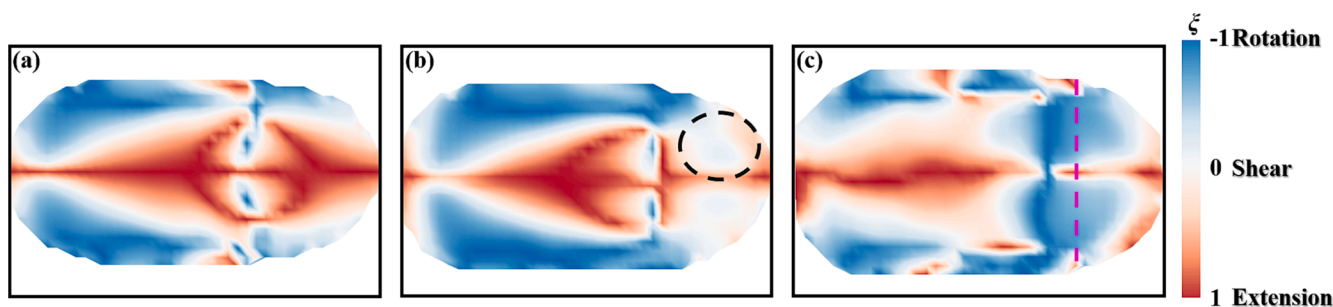 (a)
(b)
(c)
ξ
-1 Rotation
0 Shear
1 Extension